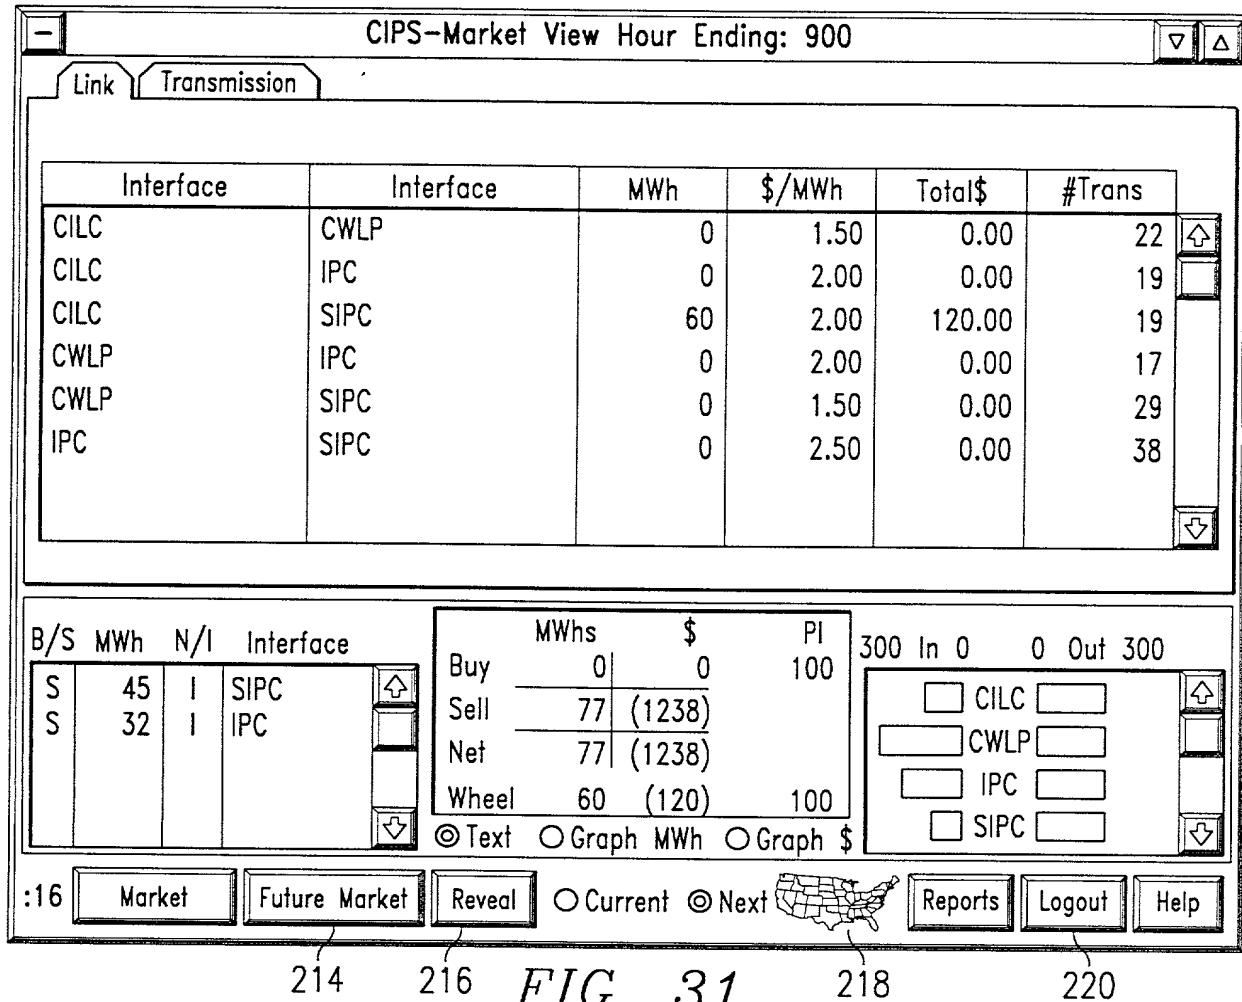 CIPS-Market View Hour Ending: 900
Link Transmission
Interface Interface MWh $/MWh Total$ #Trans
CILC CWLP 0 1.50 0.00 22
CILC IPC 0 2.00 0.00 19
CILC SIPC 60 2.00 120.00 19
CWLP IPC 0 2.00 0.00 17
CWLP SIPC 0 1.50 0.00 29
IPC SIPC 0 2.50 0.00 38
B/S MWh N/I Interface
S 45 I SIPC
S 32 I IPC
MWhs $ PI
Buy 0 0 100
Sell 77 (1238)
Net 77 (1238)
Wheel 60 (120) 100
Text Graph MWh Graph $
300 In 0 0 Out 300
CILC
CWLP
IPC
SIPC
:16 Market Future Market Reveal Current Next Reports Logout Help
214 216 218 220
FIG. 31